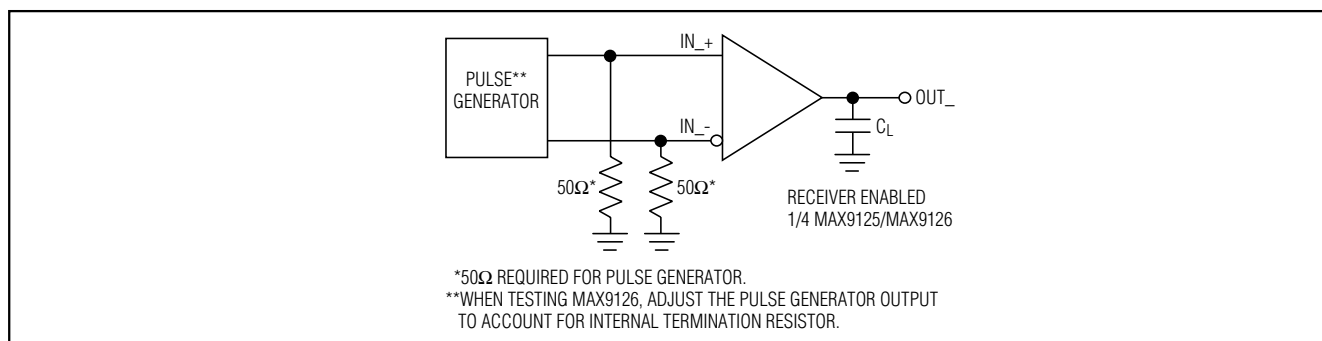 IN_+
PULSE**
GENERATOR
OUT_
IN_-
CL
50Ω*
50Ω*
RECEIVER ENABLED
1/4 MAX9125/MAX9126
*50Ω REQUIRED FOR PULSE GENERATOR.
**WHEN TESTING MAX9126, ADJUST THE PULSE GENERATOR OUTPUT
TO ACCOUNT FOR INTERNAL TERMINATION RESISTOR.